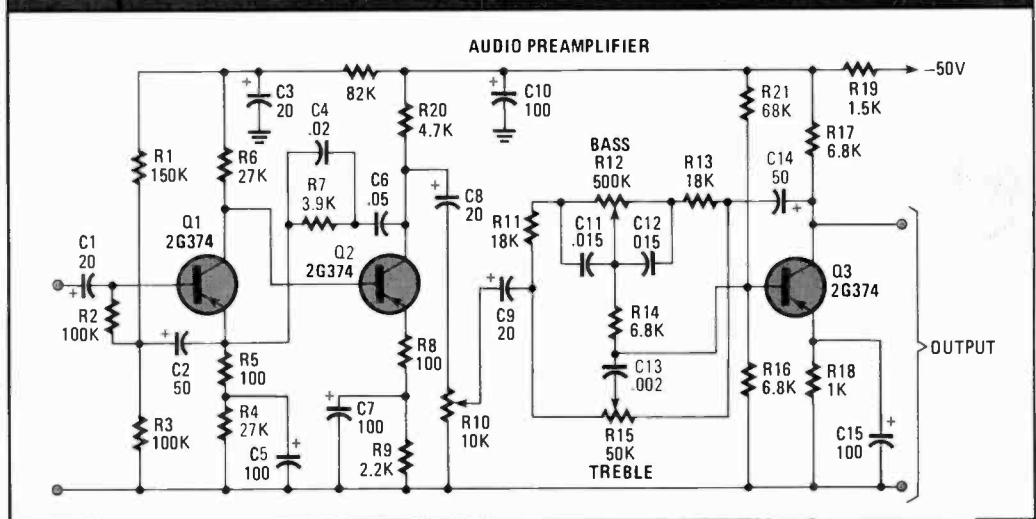 AUDIO PREAMPLIFIER
–50V
C3
20
82K
R20
4.7K
C10
100
R21
68K
R19
1.5K
R17
6.8K
C4
.02
R1
150K
R6
27K
R7
3.9K
C6
.05
C8
20
BASS
R12
500K
R13
18K
C14
50
R11
18K
C11
.015
C12
015
Q1
2G374
Q2
2G374
Q3
2G374
C1
20
R2
100K
C2
50
R5
100
R8
100
C9
20
R14
6.8K
C13
.002
R16
6.8K
R18
1K
OUTPUT
R3
100K
R4
27K
C5
100
C7
100
R9
2.2K
R10
10K
R15
50K
TREBLE
C15
100
+
+
+
+
+
+
+
+
+
+
+